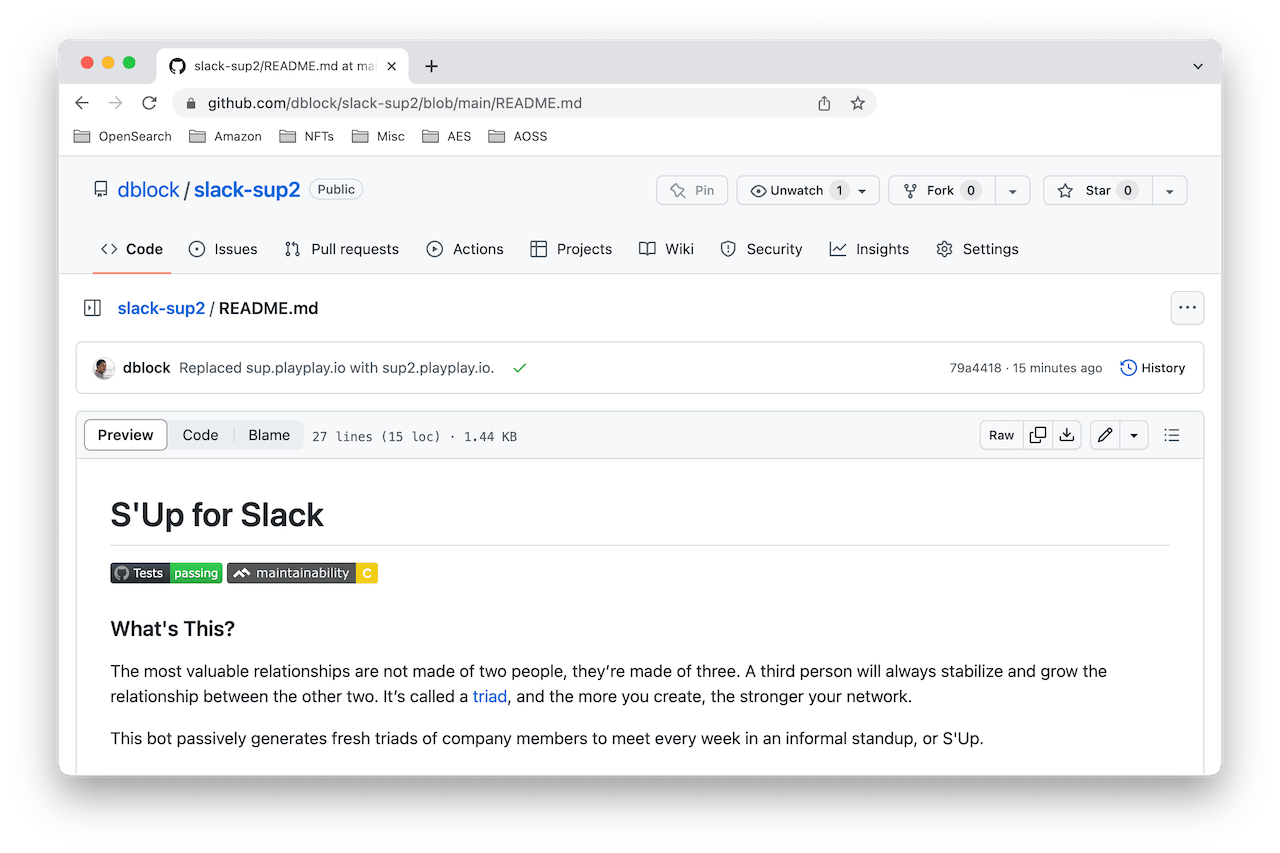 slack-sup2/README.md at mai
github.com/dblock/slack-sup2/blob/main/README.md
OpenSearch Amazon NFTs Misc AES AOSS
dblock / slack-sup2 Public Pin Unwatch 1 Fork 0 Star 0
Code Issues Pull requests Actions Projects Wiki Security Insights Settings
slack-sup2 / README.md
dblock Replaced sup.playplay.io with sup2.playplay.io. 79a4418 · 15 minutes ago History
Preview Code Blame 27 lines (15 loc) · 1.44 KB Raw
S'Up for Slack
Tests passing maintainability C
What's This?
The most valuable relationships are not made of two people, they’re made of three. A third person will always stabilize and grow the
relationship between the other two. It’s called a triad, and the more you create, the stronger your network.
This bot passively generates fresh triads of company members to meet every week in an informal standup, or S'Up.